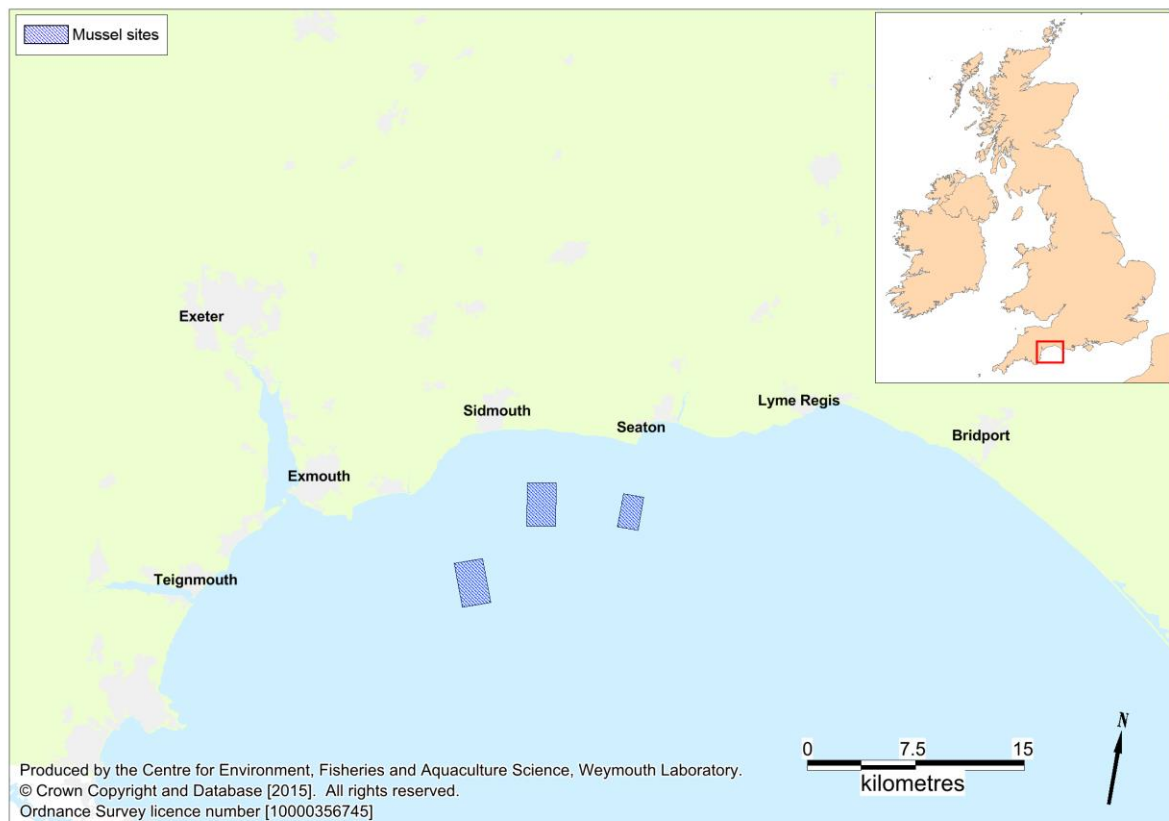 Mussel sites
Exeter
Sidmouth
Lyme Regis
Seaton
Bridport
Exmouth
Teignmouth
N
0 7.5 15
kilometres
Produced by the Centre for Environment, Fisheries and Aquaculture Science, Weymouth Laboratory.
© Crown Copyright and Database [2015]. All rights reserved.
Ordnance Survey licence number [10000356745]